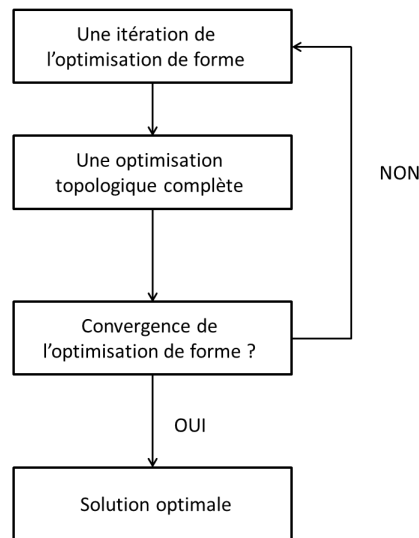 Une itération de
l'optimisation de forme
Une optimisation
topologique complète
NON
Convergence de
l'optimisation de forme ?
OUI
Solution optimale